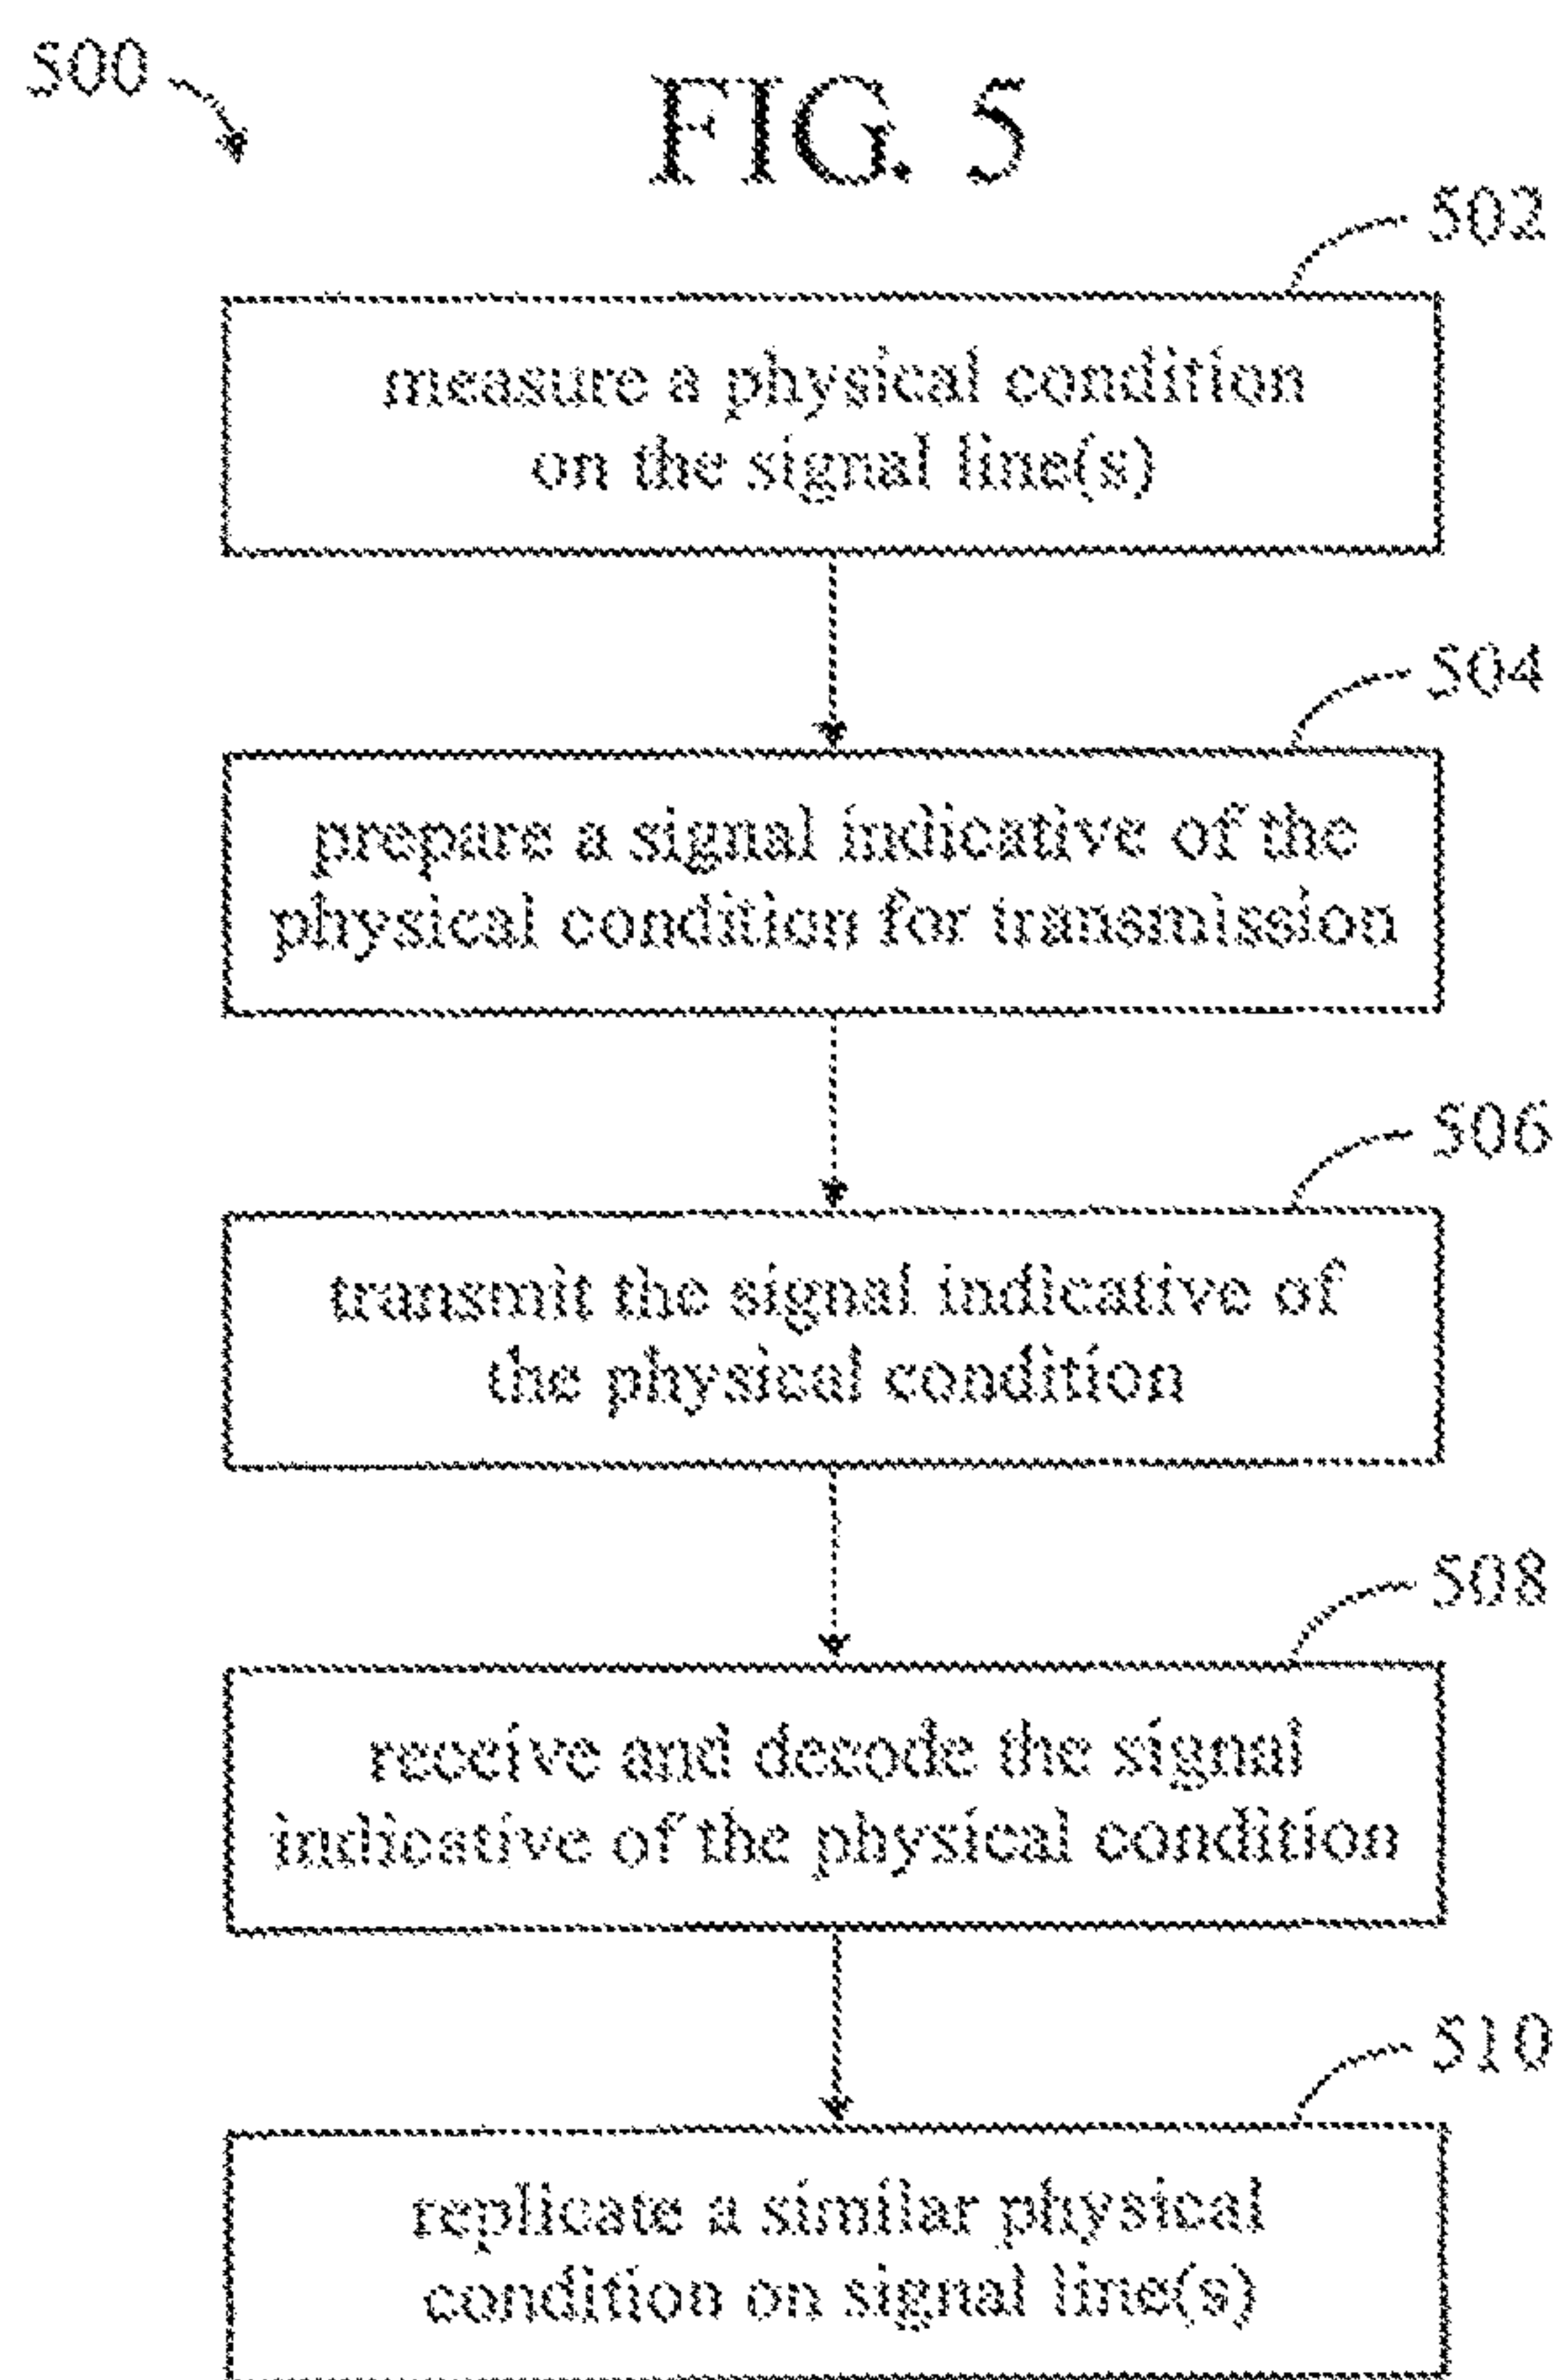 500
FIG. 5
502
measure a physical condition
on the signal line(s)
504
prepare a signal indicative of the
physical condition for transmission
506
transmit the signal indicative of
the physical condition
508
receive and decode the signal
indicative of the physical condition
510
replicate a similar physical
condition on signal line(s)